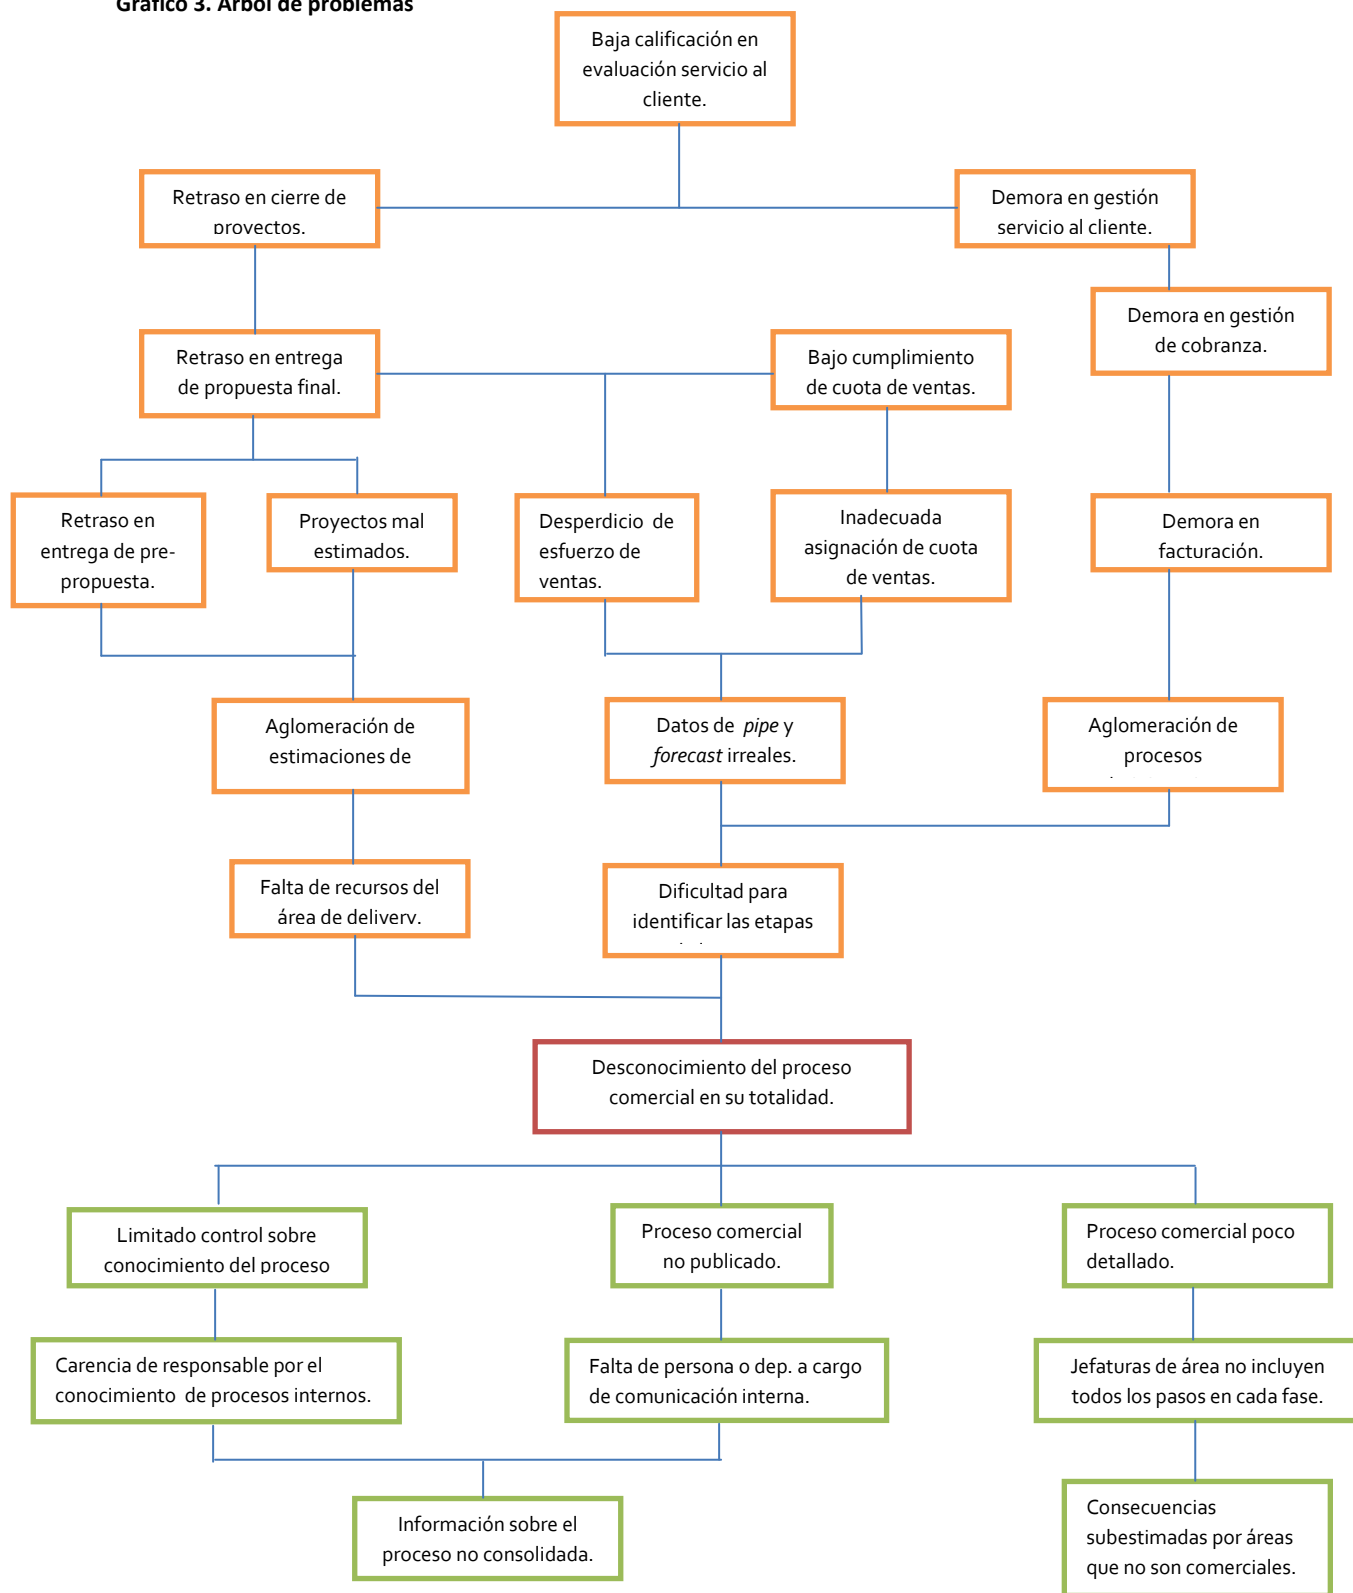 Gráfico 3. Árbol de problemas
Baja calificación en
evaluación servicio al
cliente.
Retraso en cierre de
proyectos.
Demora en gestión
servicio al cliente.
Demora en gestión
de cobranza.
Retraso en entrega
de propuesta final.
Bajo cumplimiento
de cuota de ventas.
Retraso en
entrega de pre-
propuesta.
Proyectos mal
estimados.
Desperdicio de
esfuerzo de
ventas.
Inadecuada
asignación de cuota
de ventas.
Demora en
facturación.
Aglomeración de
estimaciones de
Datos de pipe y
forecast irreales.
Aglomeración de
procesos
Falta de recursos del
área de delivery.
Dificultad para
identificar las etapas
Desconocimiento del proceso
comercial en su totalidad.
Limitado control sobre
conocimiento del proceso
Proceso comercial
no publicado.
Proceso comercial poco
detallado.
Carencia de responsable por el
conocimiento de procesos internos.
Falta de persona o dep. a cargo
de comunicación interna.
Jefaturas de área no incluyen
todos los pasos en cada fase.
Información sobre el
proceso no consolidada.
Consecuencias
subestimadas por áreas
que no son comerciales.